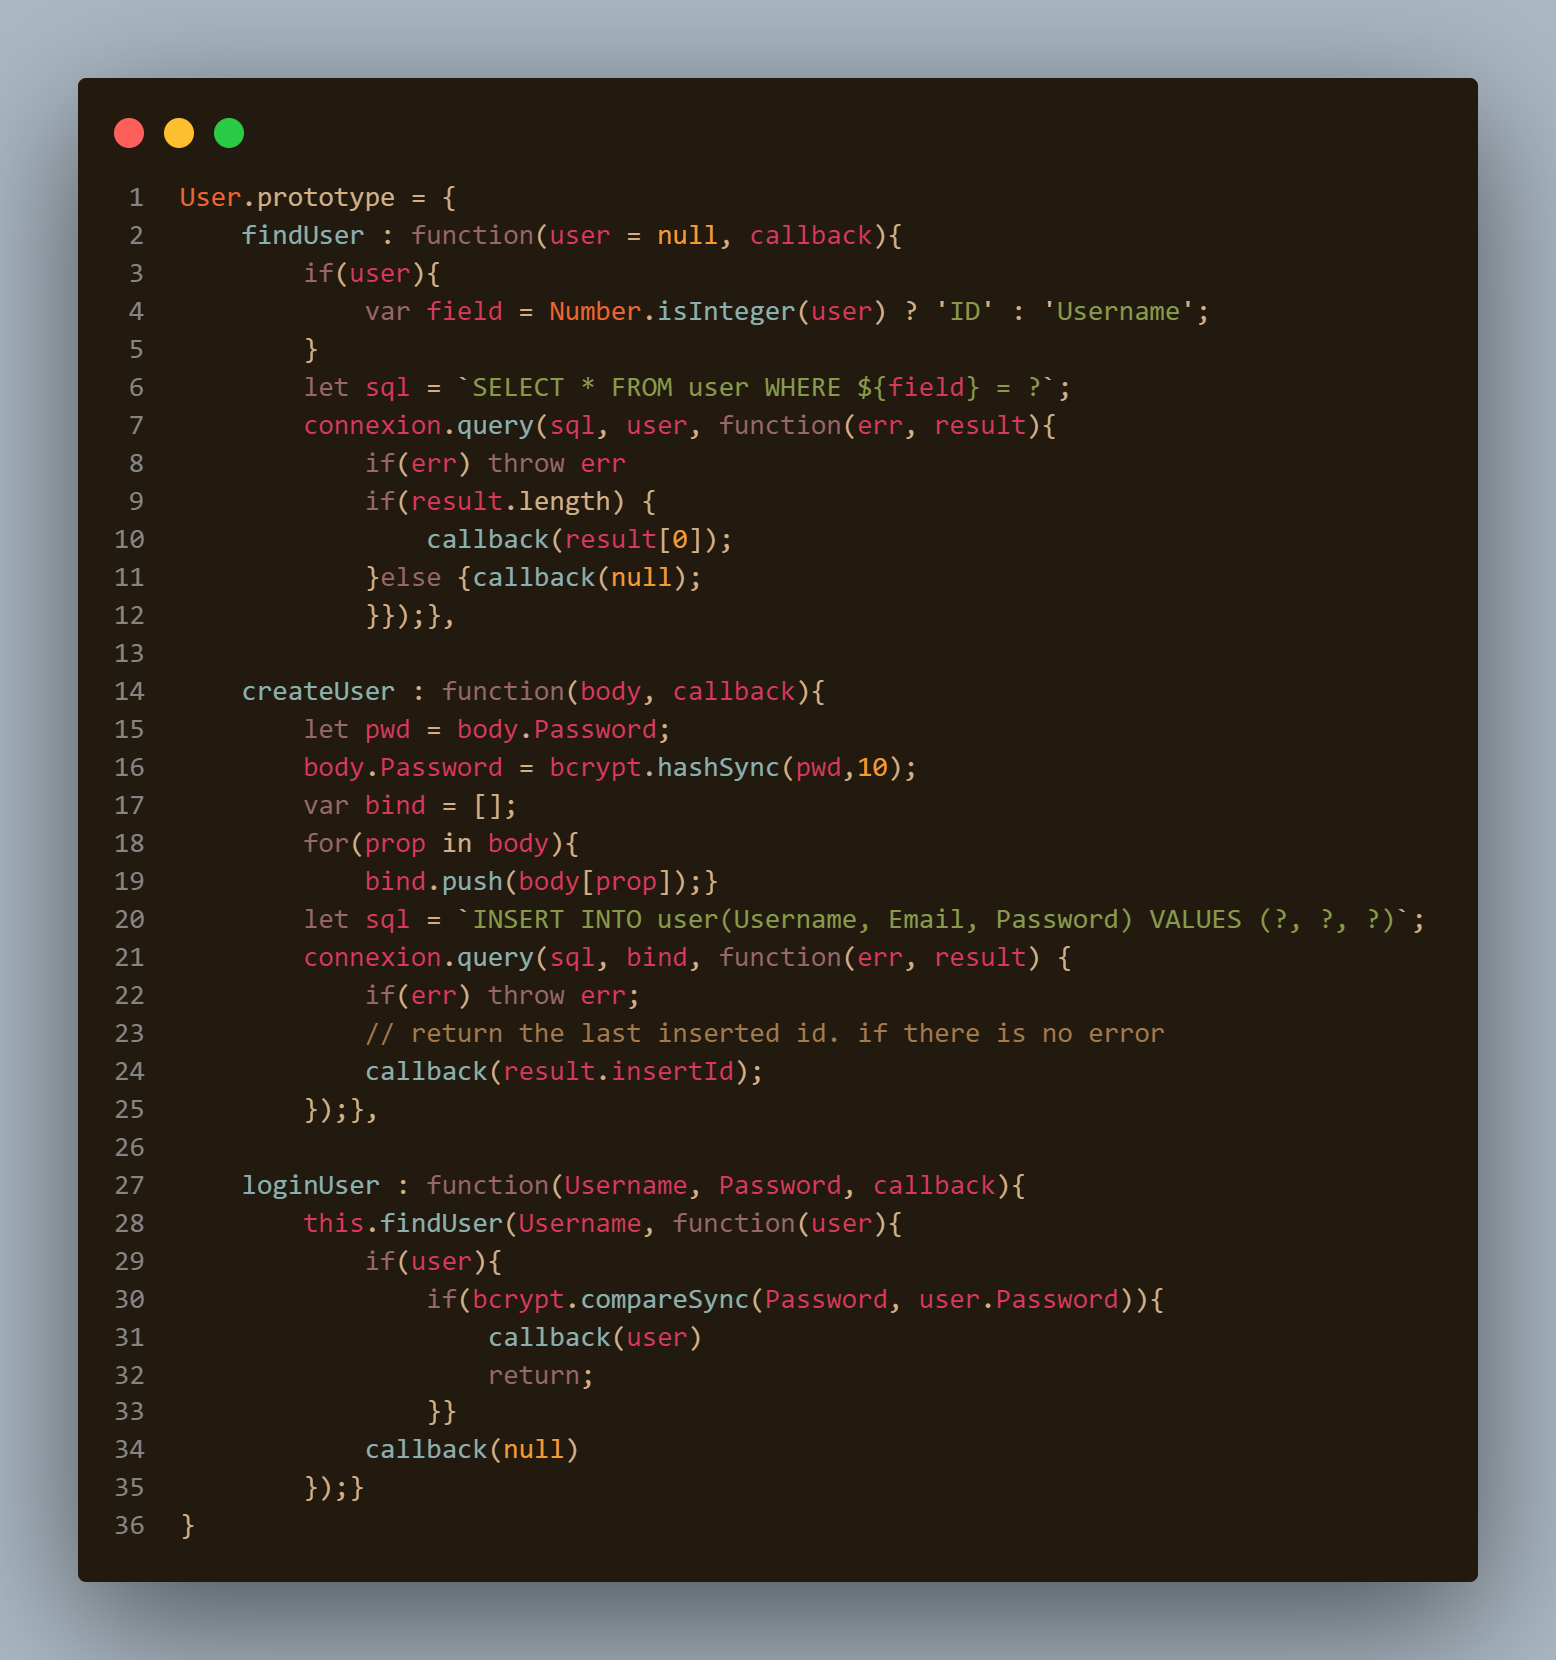 1 User.prototype = {
2     findUser : function(user = null, callback){
3         if(user){
4             var field = Number.isInteger(user) ? 'ID' : 'Username';
5         }
6         let sql = `SELECT * FROM user WHERE ${field} = ?`;
7         connexion.query(sql, user, function(err, result){
8             if(err) throw err
9             if(result.length) {
10                 callback(result[0]);
11             }else {callback(null);
12             }});},
13
14     createUser : function(body, callback){
15         let pwd = body.Password;
16         body.Password = bcrypt.hashSync(pwd,10);
17         var bind = [];
18         for(prop in body){
19             bind.push(body[prop]);}
20         let sql = `INSERT INTO user(Username, Email, Password) VALUES (?, ?, ?)`;
21         connexion.query(sql, bind, function(err, result) {
22             if(err) throw err;
23             // return the last inserted id. if there is no error
24             callback(result.insertId);
25         });},
26
27     loginUser : function(Username, Password, callback){
28         this.findUser(Username, function(user){
29             if(user){
30                 if(bcrypt.compareSync(Password, user.Password)){
31                     callback(user)
32                     return;
33                 }}
34             callback(null)
35         });}
36 }